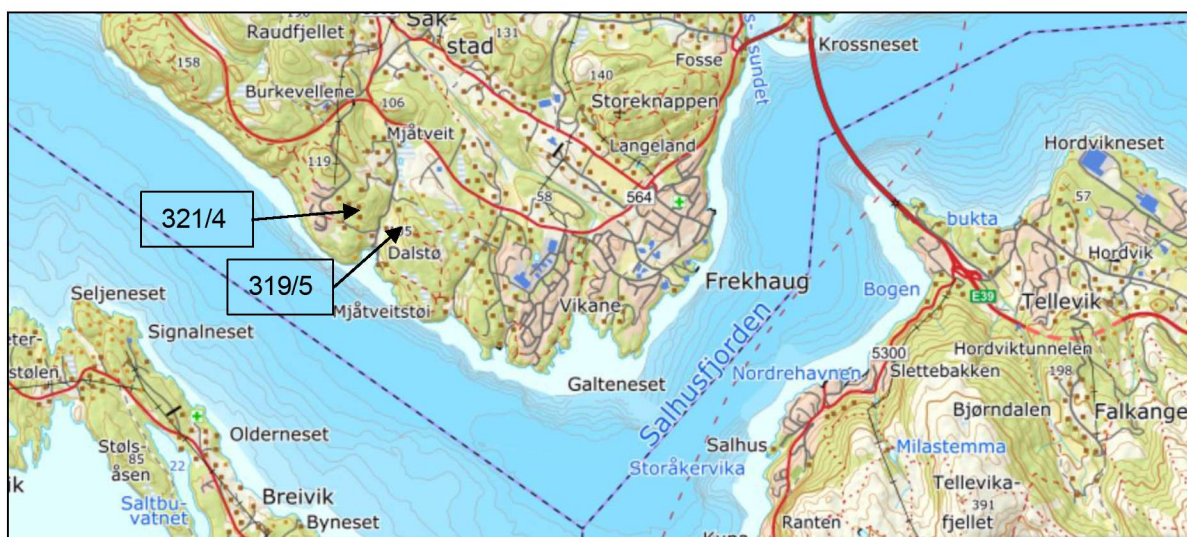 Sak-
stad
Raudfjellet
131
158
Fosse
s-sundet
Krossneset
140
Burkevellene
106
Storeknappen
Mjåtveit
Langeland
Hordvikneset
119
58
564
57
321/4
bukta
Dalstø
Hordvik
319/5
Frekhaug
Bogen
E39
Tellevik
Seljeneset
Vikane
Mjåtveitstøi
Signalneset
Salhusfjorden
5300
Hordviktunnelen
stølen
Galteneset
Nordrehavnen
Slettebakken
198
Bjørndalen
Falkange
Olderneset
Salhus
Støls-
åsen
85
22
Storåkervika
Milastemma
Saltbu-
vatnet
Breivik
Tellevika-
391
fjellet
ik
Byneset
Ranten